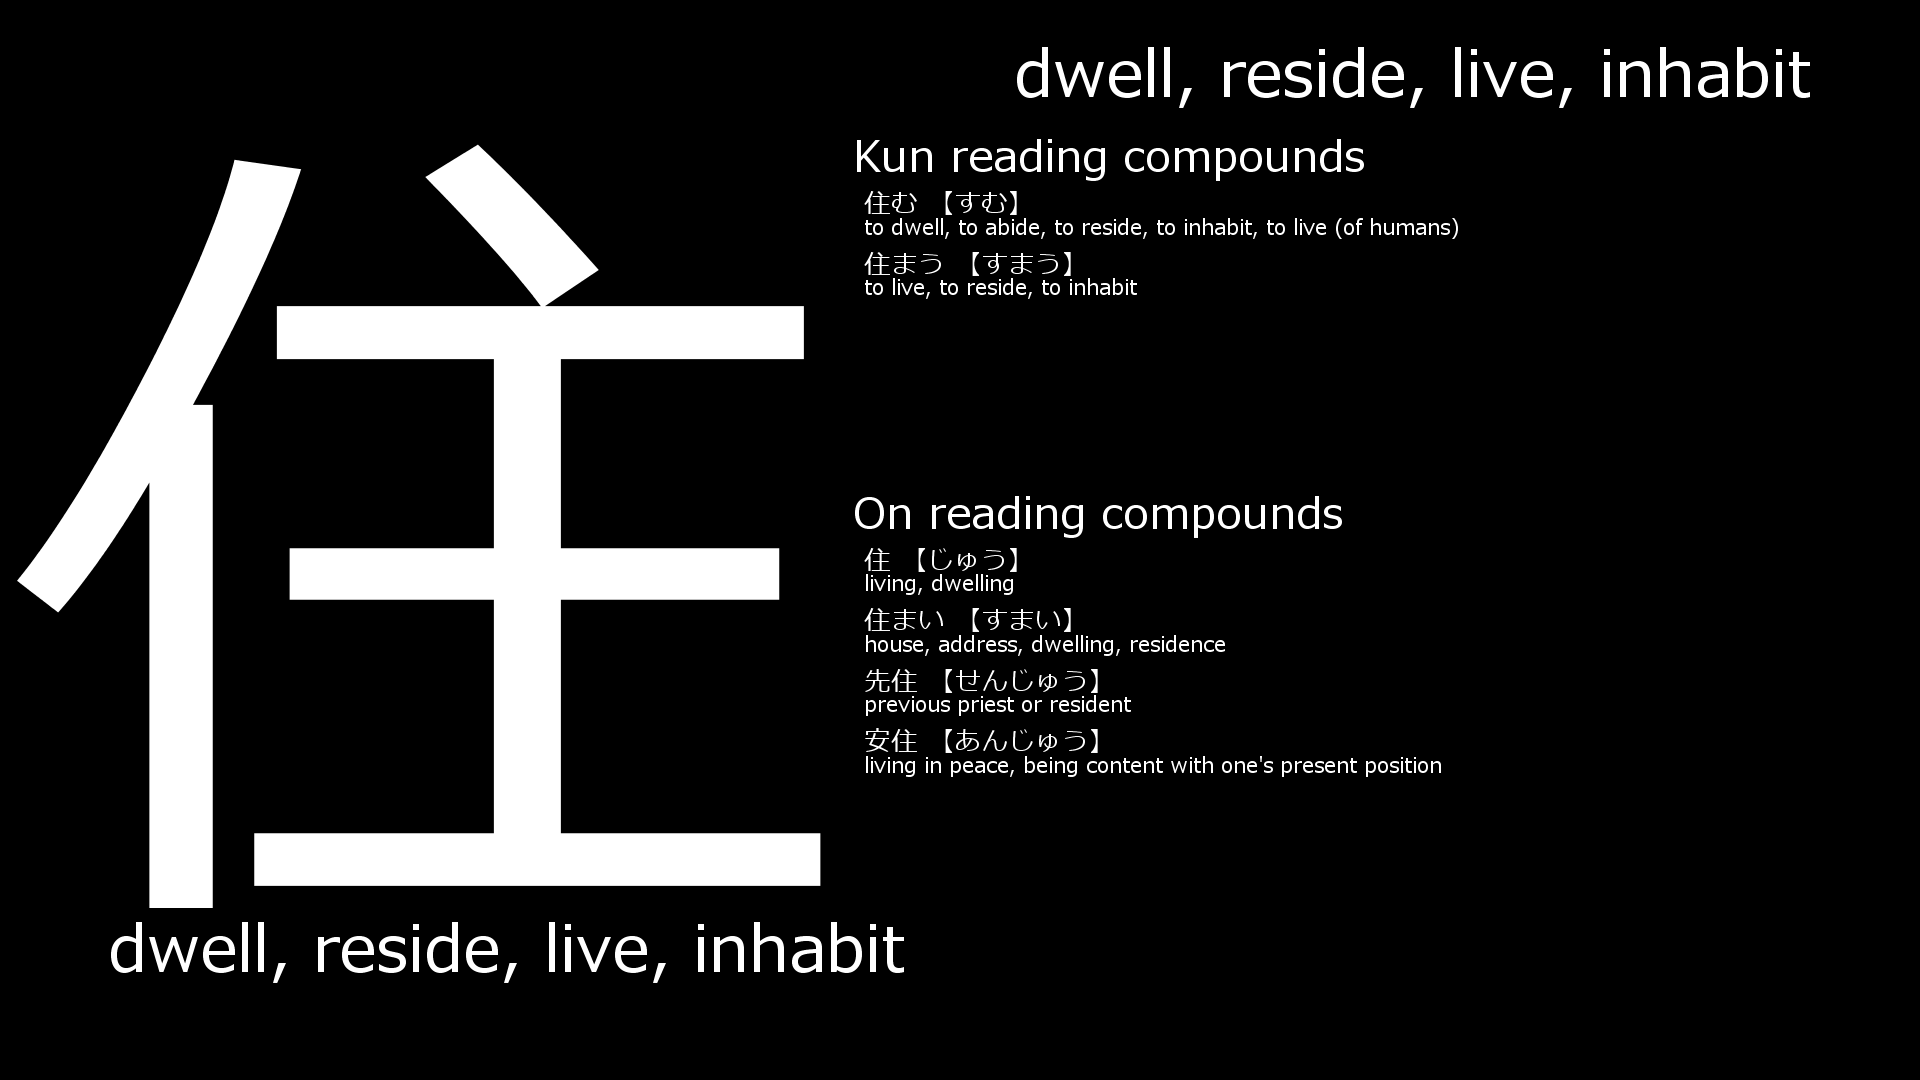 住
dwell, reside, live, inhabit
dwell, reside, live, inhabit
Kun reading compounds
住む 【すむ】
to dwell, to abide, to reside, to inhabit, to live (of humans)
住まう 【すまう】
to live, to reside, to inhabit
On reading compounds
住 【じゅう】
living, dwelling
住まい 【すまい】
house, address, dwelling, residence
先住 【せんじゅう】
previous priest or resident
安住 【あんじゅう】
living in peace, being content with one's present position